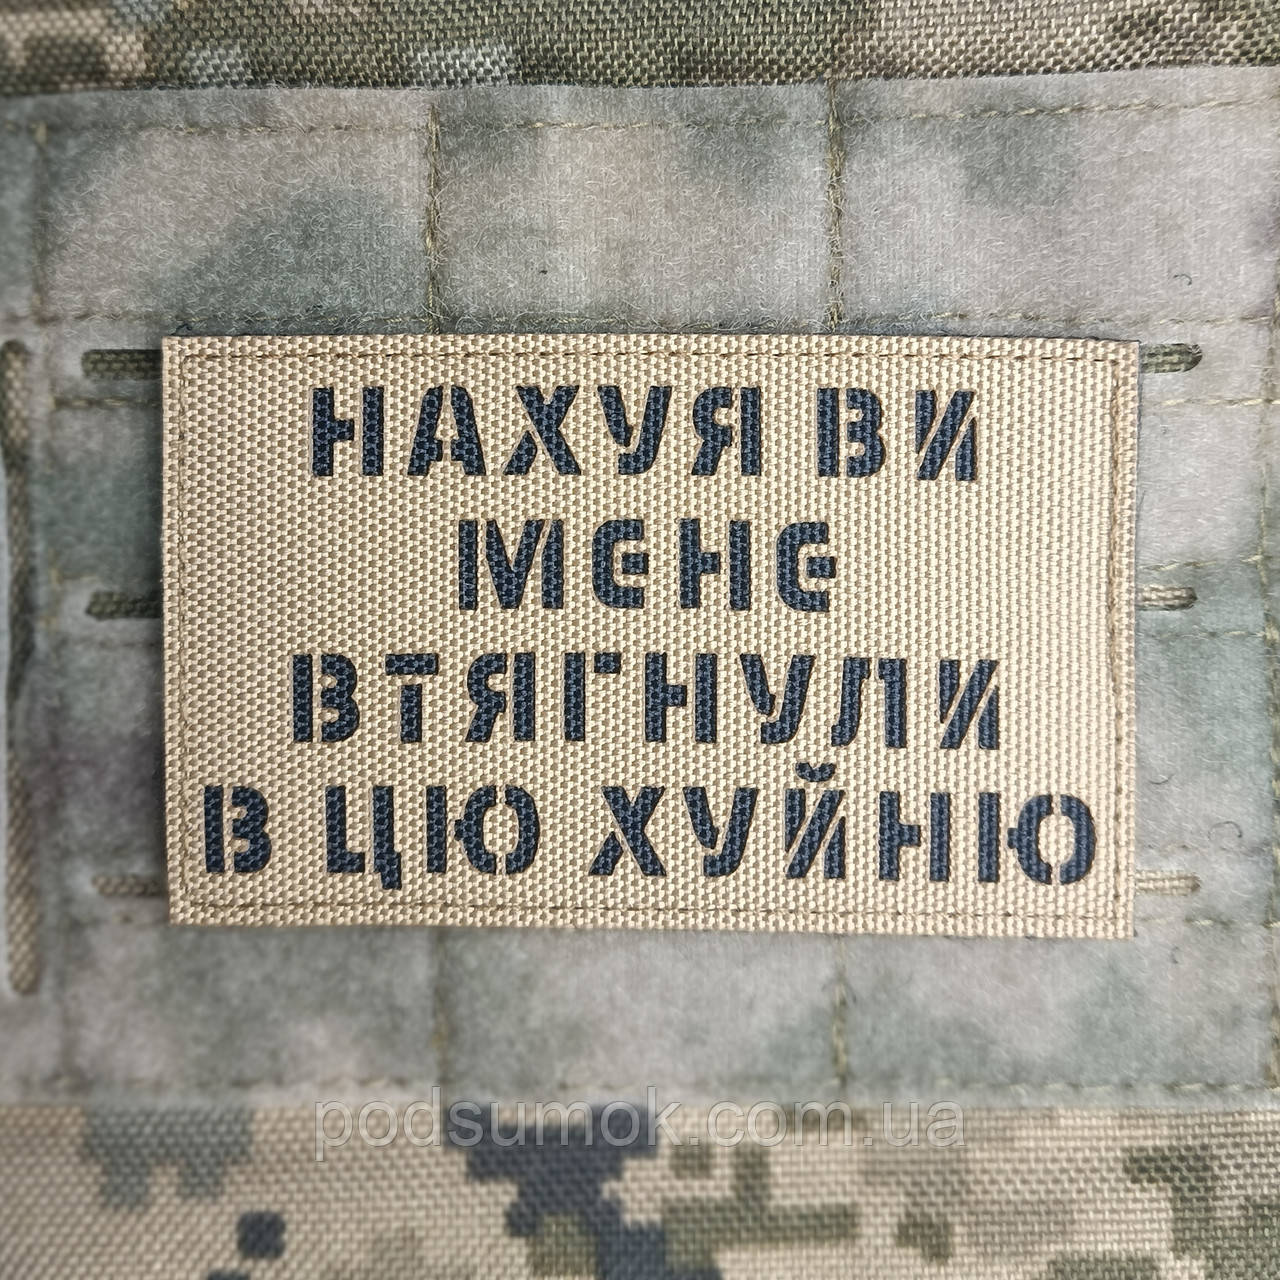 НАХУЯ ВИ
МЕНЕ
ВТЯГНУЛИ
В ЦЮ ХУЙНЮ
podsumok.com.ua